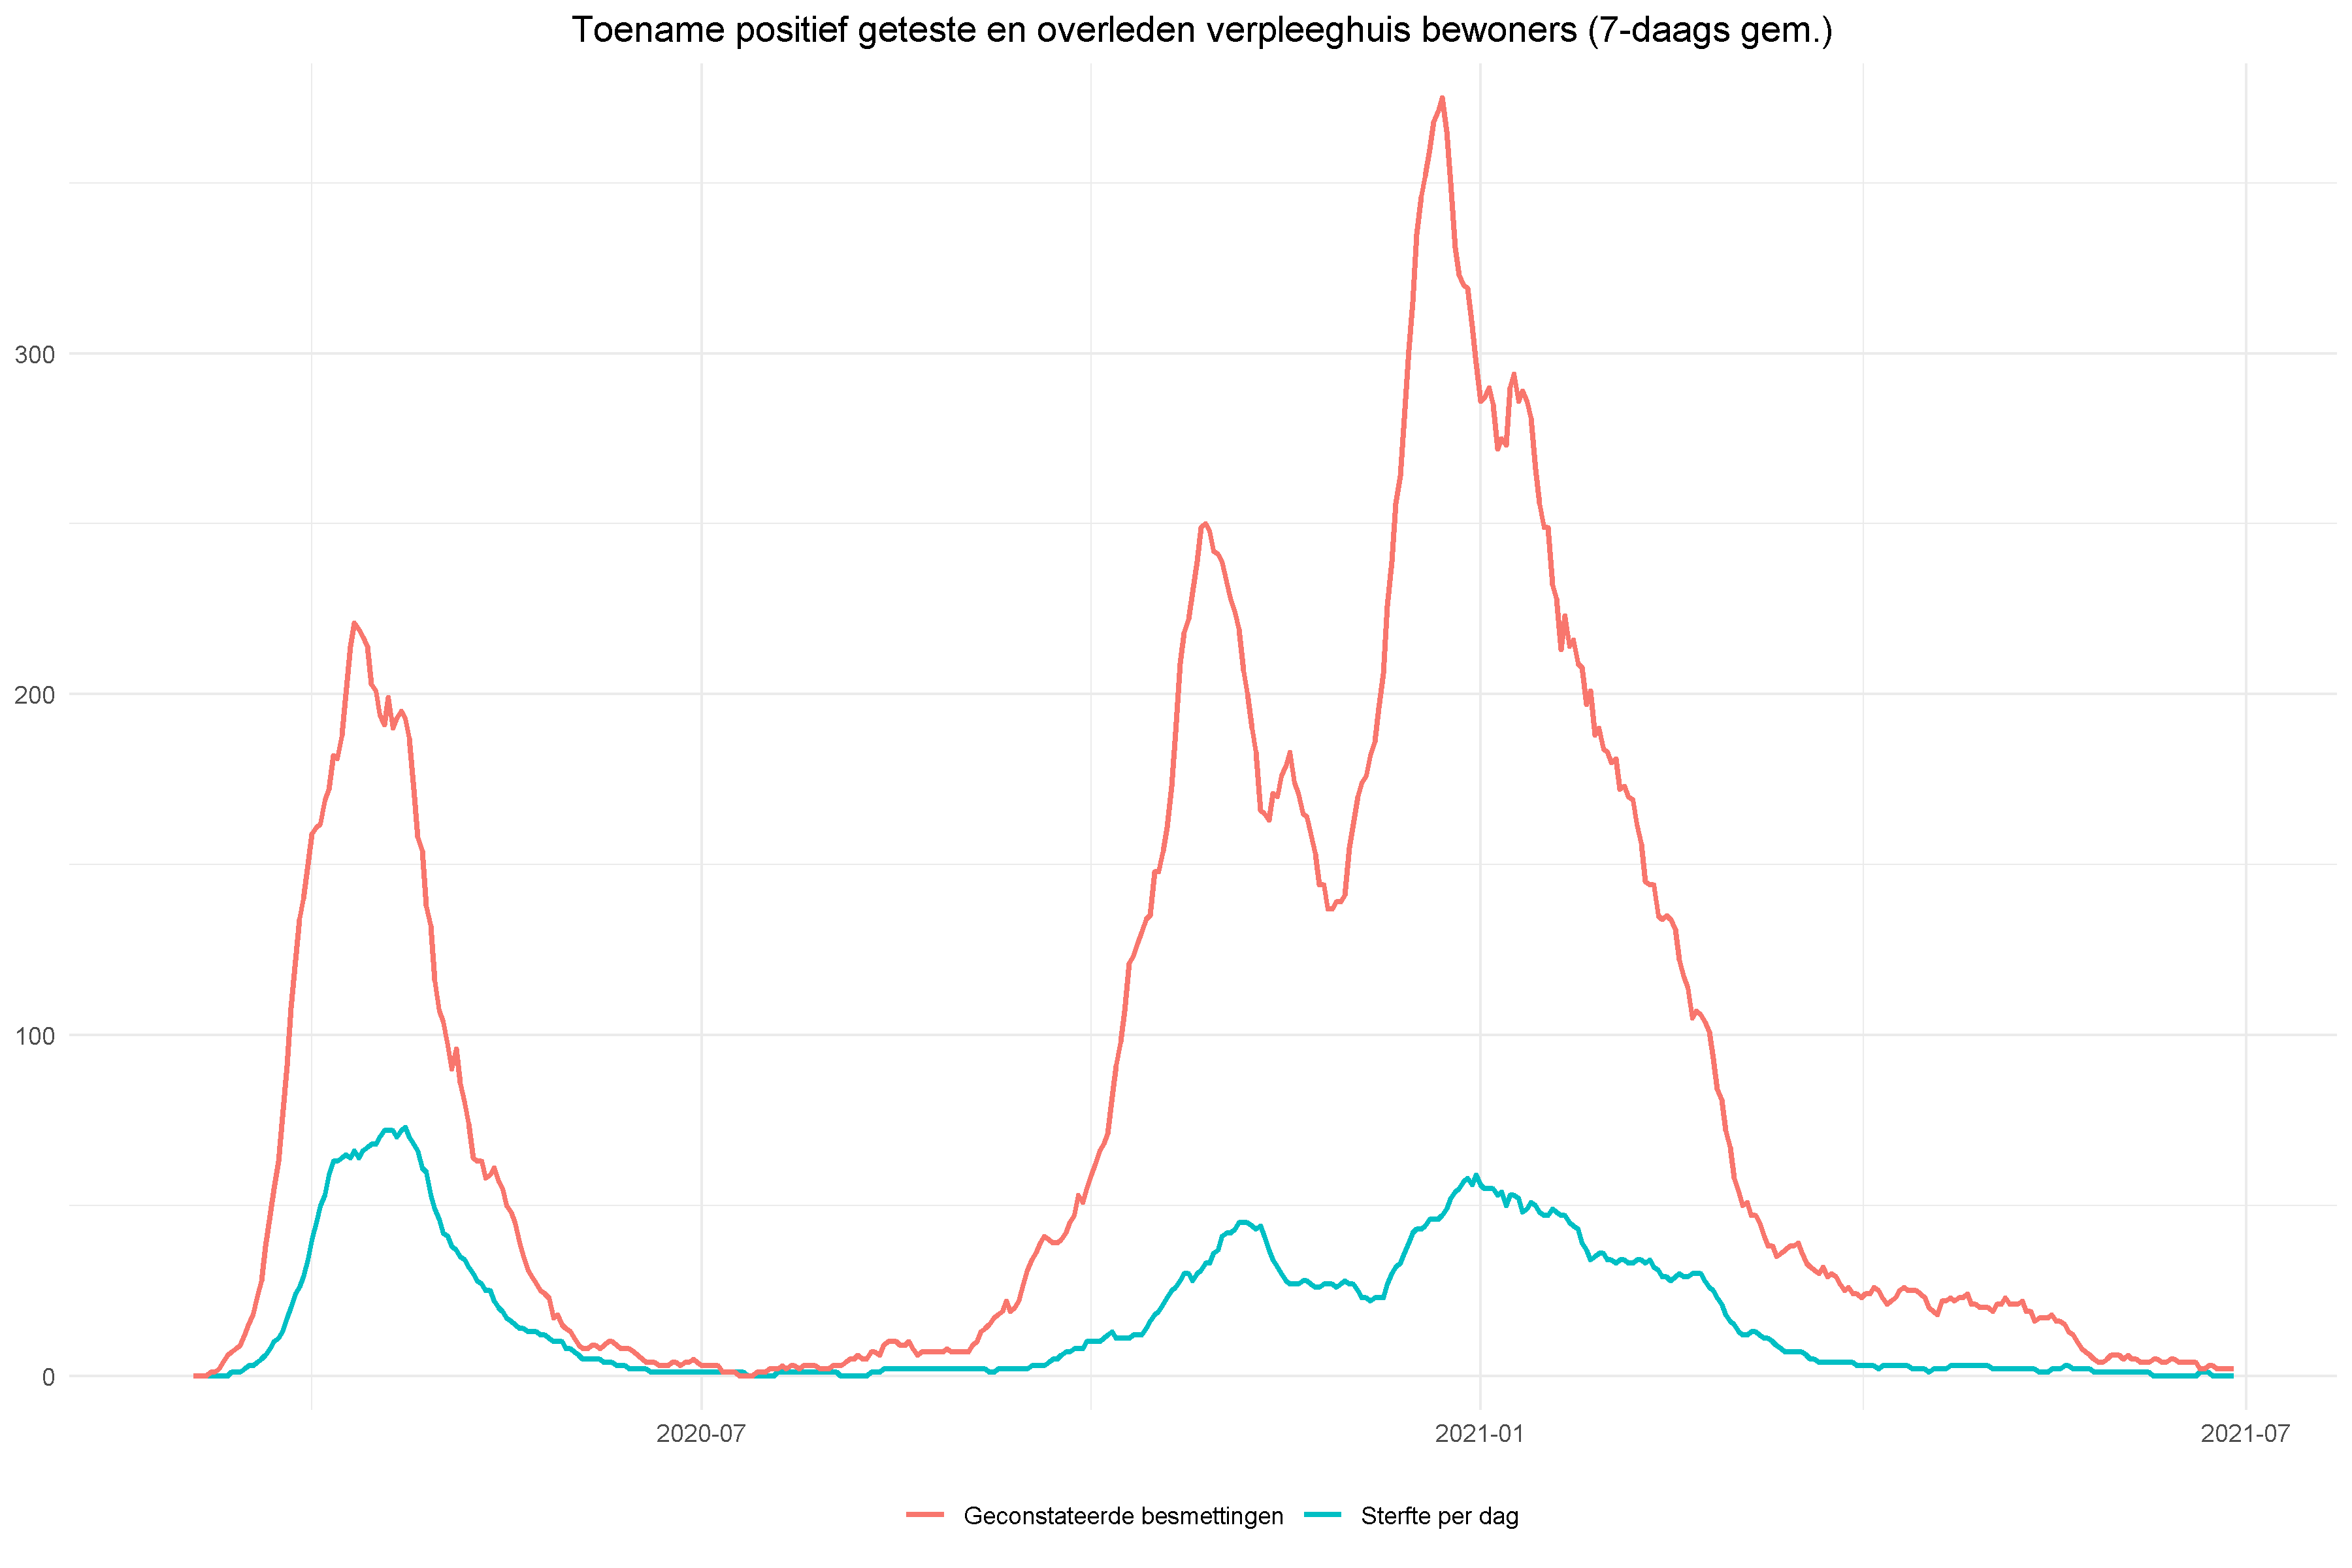 Toename positief geteste en overleden verpleeghuis bewoners (7-daags gem.)
300
200
100
0
2020-07 2021-01 2021-07
Geconstateerde besmettingen Sterfte per dag